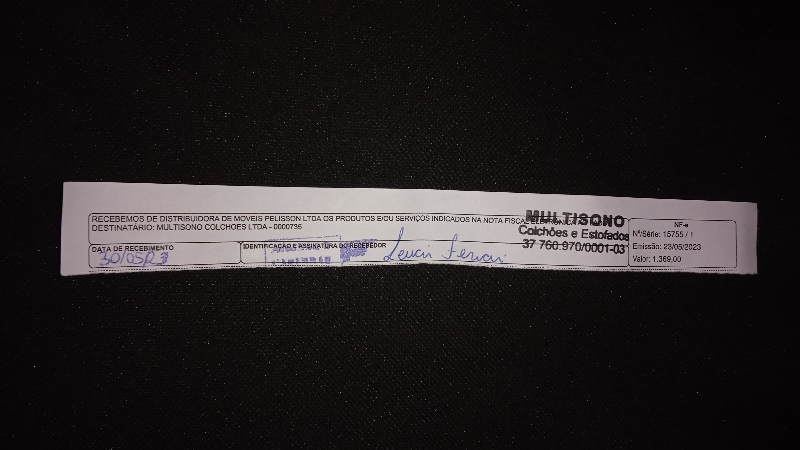 RECEBEMOS DE DISTRIBUIDORA DE MOVEIS PELISSON LTDA OS PRODUTOS E/OU SERVIÇOS INDICADOS NA NOTA FISCAL
DESTINATÁRIO: MULTISONO COLCHOES LTDA - 0000735
MULTISONO
Colchões e Estofados
37 760.970/0001-03
NF-e
Nº/Série: 15755 / 1
Emissão: 23/05/2023
Valor: 1.369,00
DATA DE RECEBIMENTO
30/05/23
IDENTIFICAÇÃO E ASSINATURA DO RECEBEDOR